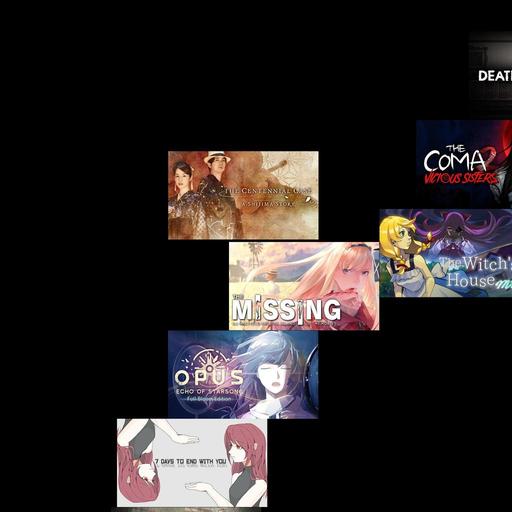 DEAT
THE
COMA
VICIOUS SISTERS
THE CENTENNIAL CASE
A SHIJIMA STORY
The Witch's
House
THE
MISSING
OPUS
ECHO OF STARSONG
Full Bloom Edition
7 DAYS TO END WITH YOU